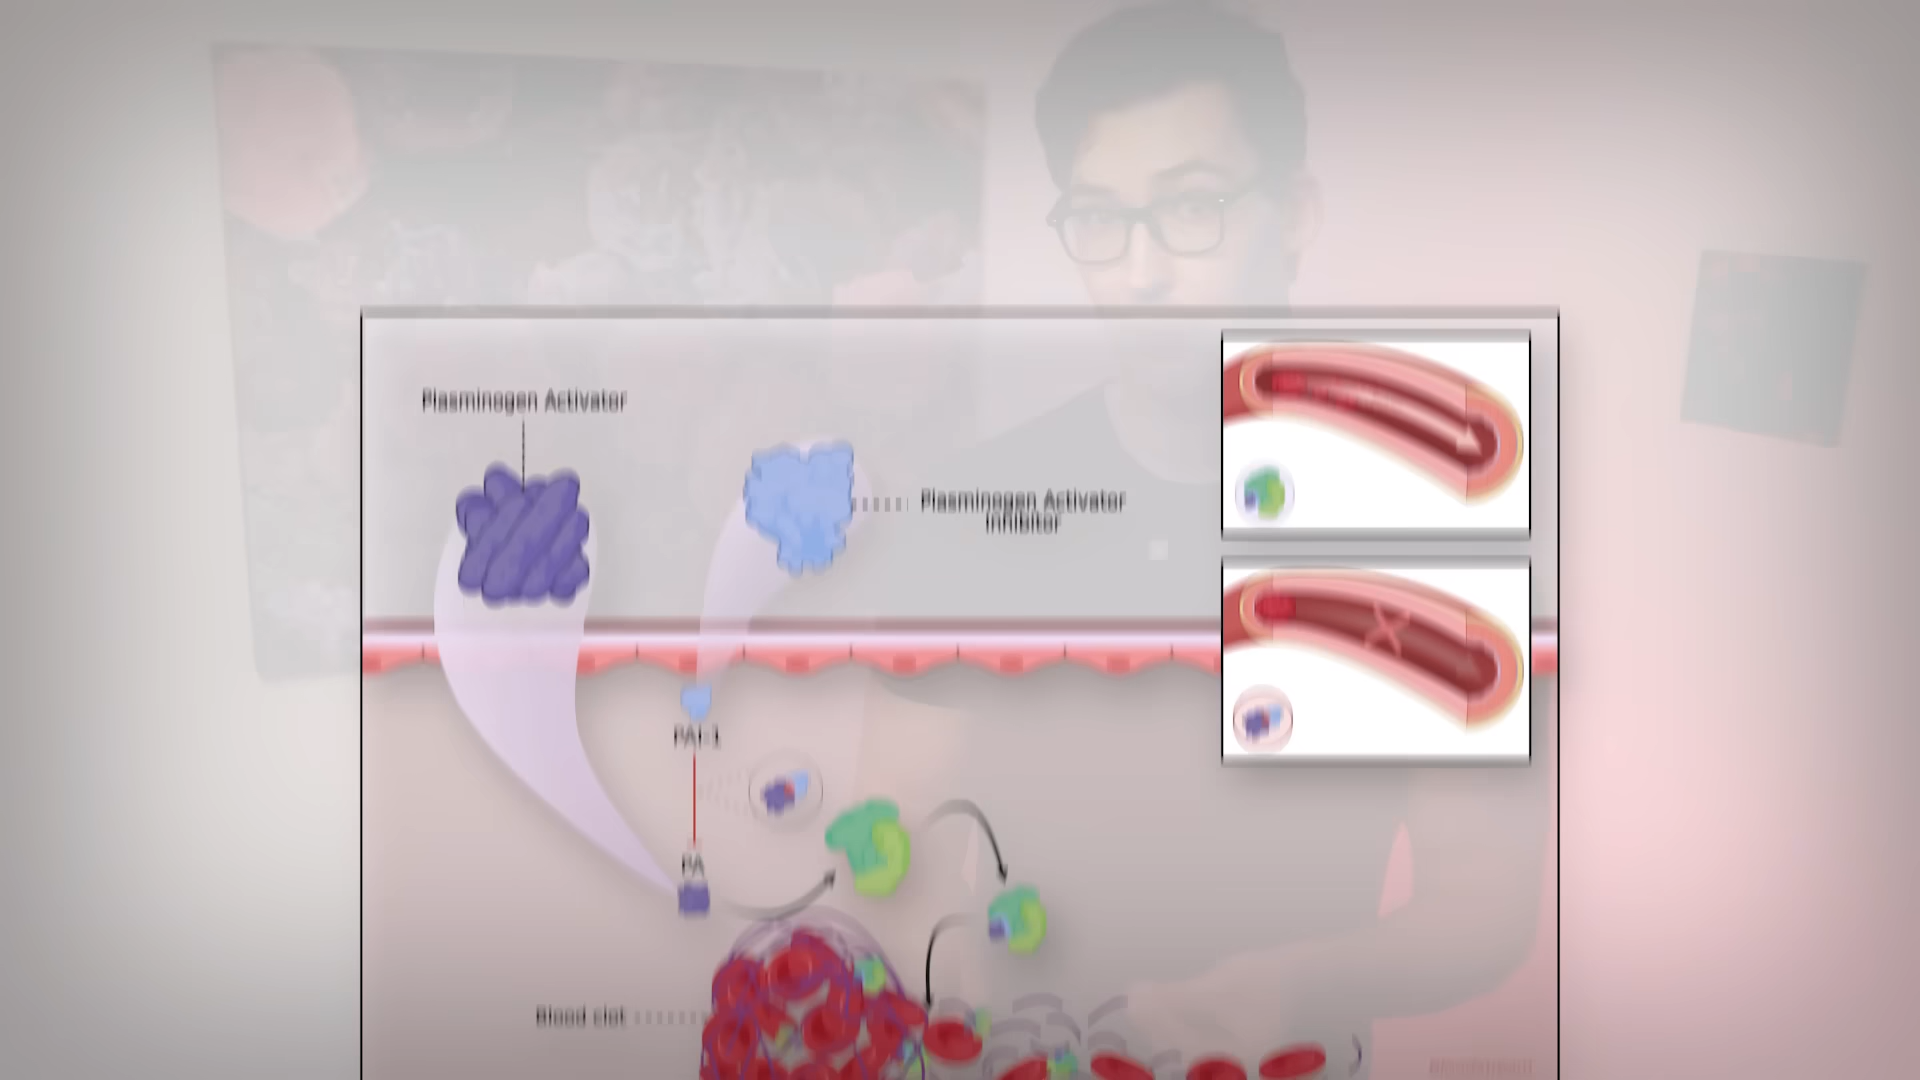 Plasminogen Activator
Plasminogen Activator
Inhibitor
PAI-1
PA
Blood clot